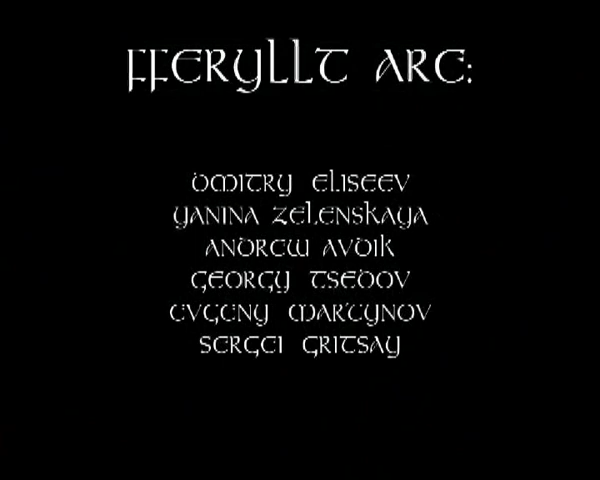 FFERYLLT ARE:
DMITRY ELISEEV
YANINA ZELENSKAYA
ANDREW AVDIK
GEORGY TSEDOV
EVGENY MARTYNOV
SERGEI GRITSAY